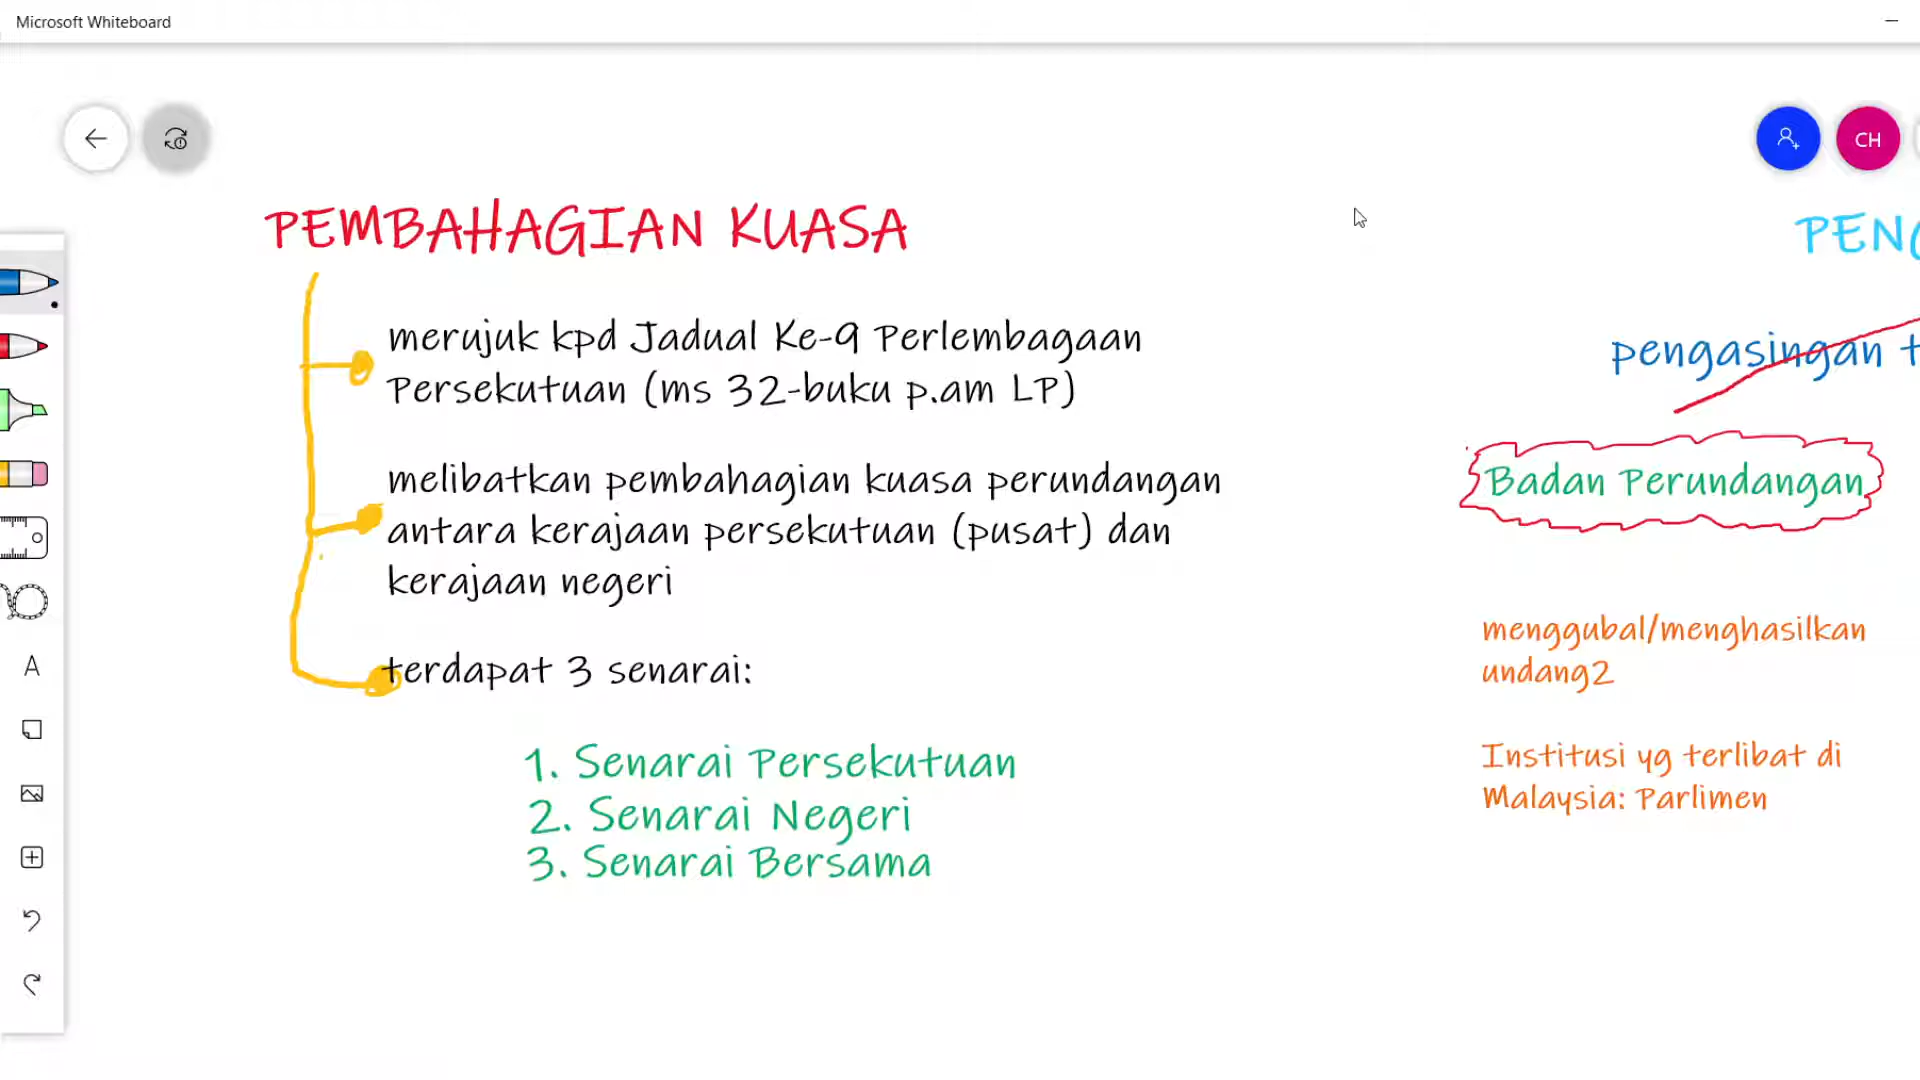 Microsoft Whiteboard
CH
PEMBAHAGIAN KUASA
merujuk kpd Jadual Ke-9 Perlembagaan
Persekutuan (ms 32-buku p.am LP)
melibatkan pembahagian kuasa perundangan
antara kerajaan persekutuan (pusat) dan
kerajaan negeri
terdapat 3 senarai:
1. Senarai Persekutuan
2. Senarai Negeri
3. Senarai Bersama
A
pengasingan
Badan Perundangan
menggubal/menghasilkan
undang2
Institusi yg terlibat di
Malaysia: Parlimen